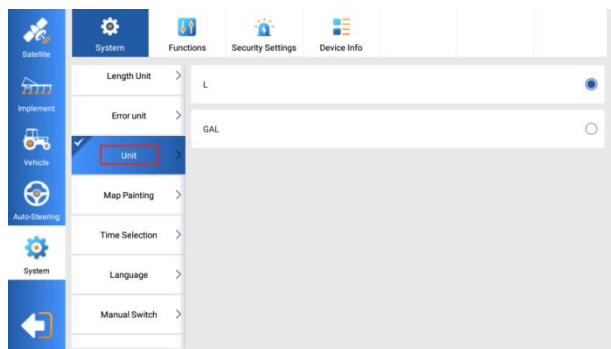 Satellite
Implement
Vehicle
Auto-Steering
System
System
Functions
Security Settings
Device Info
Length Unit
Error unit
Unit
Map Painting
Time Selection
Language
Manual Switch
L
GAL